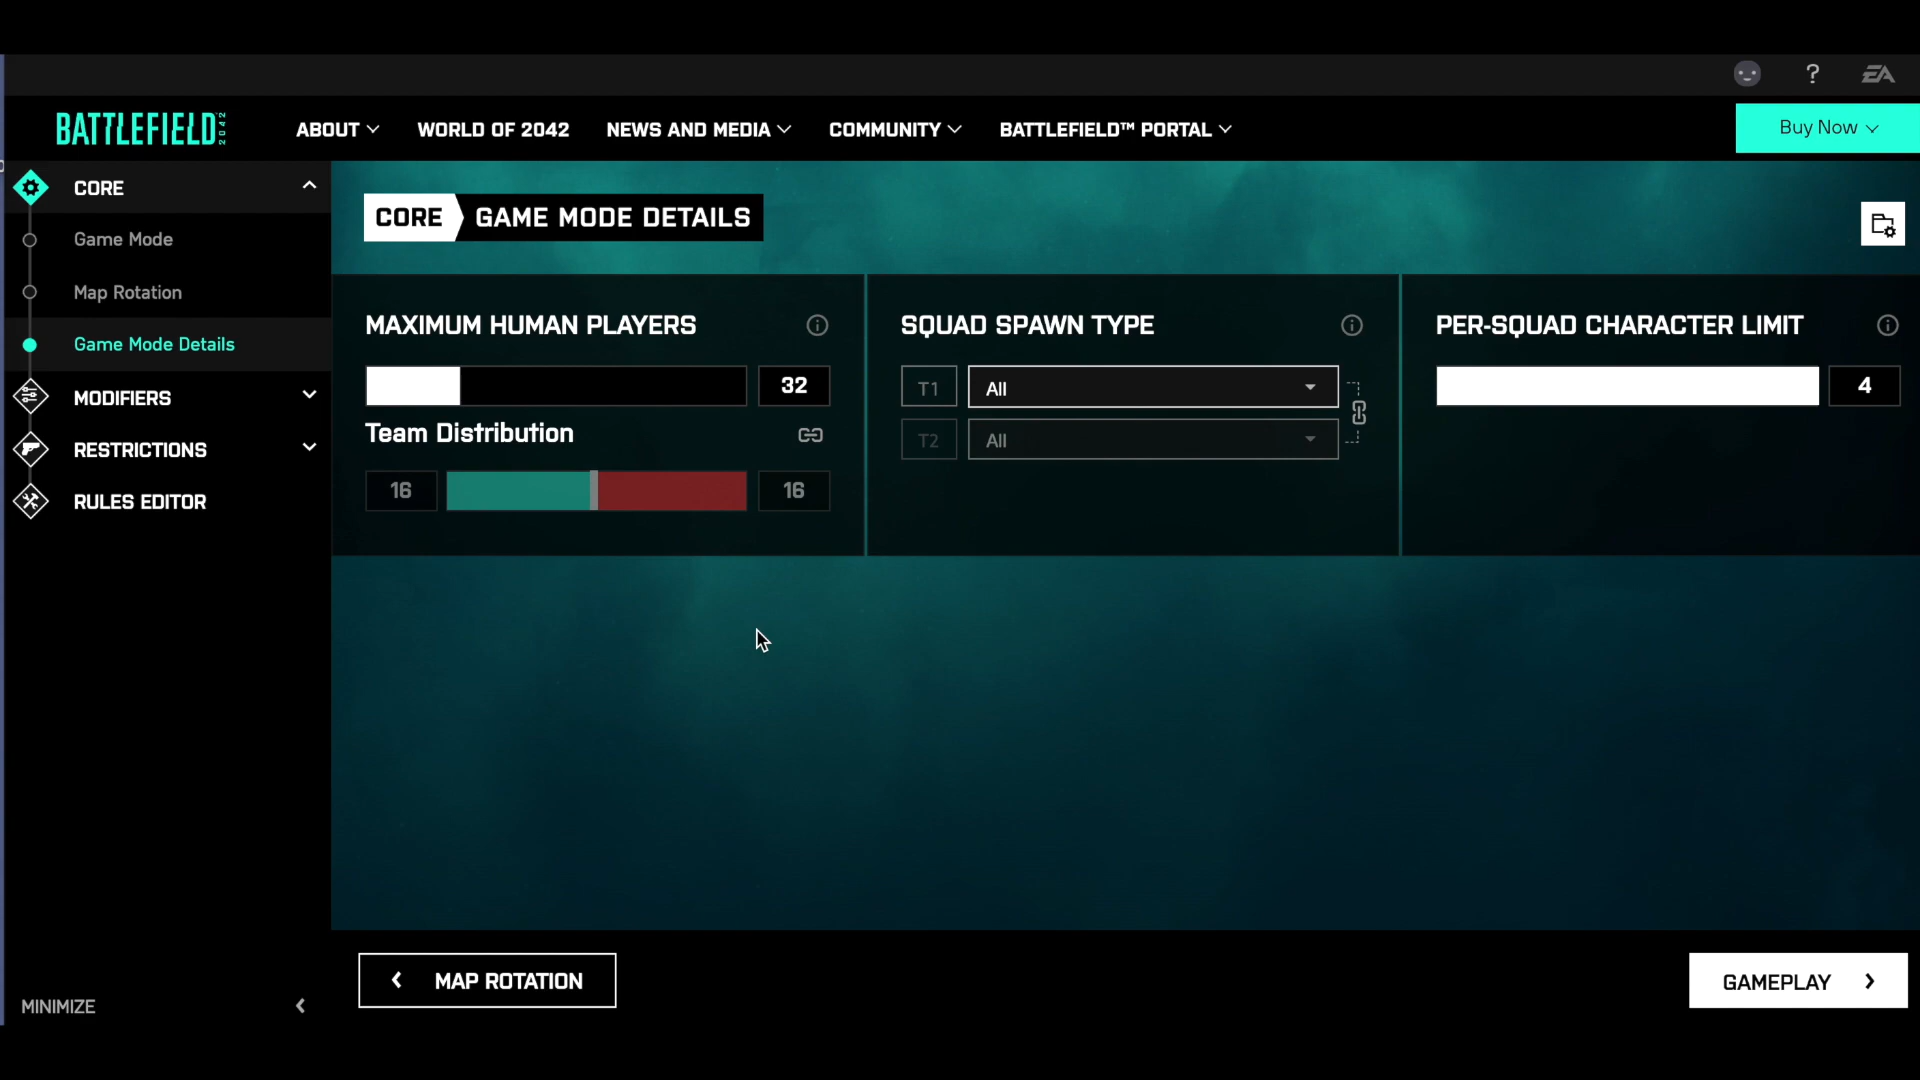 ?
EA
BATTLEFIELD 2042
ABOUT
WORLD OF 2042
NEWS AND MEDIA
COMMUNITY
BATTLEFIELD™ PORTAL
Buy Now
CORE
Game Mode
Map Rotation
Game Mode Details
MODIFIERS
RESTRICTIONS
RULES EDITOR
MINIMIZE
CORE GAME MODE DETAILS
MAXIMUM HUMAN PLAYERS
32
Team Distribution
16
16
SQUAD SPAWN TYPE
T1 All
T2 All
PER-SQUAD CHARACTER LIMIT
4
MAP ROTATION
GAMEPLAY